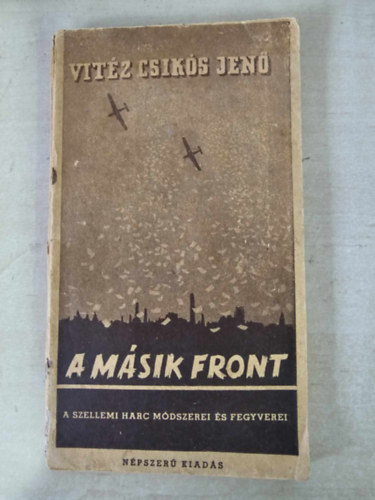 VITÉZ CSIKÓS JENŐ
A MÁSIK FRONT
A SZELLEMI HARC MÓDSZEREI ÉS FEGYVEREI
NÉPSZERŰ KIADÁS